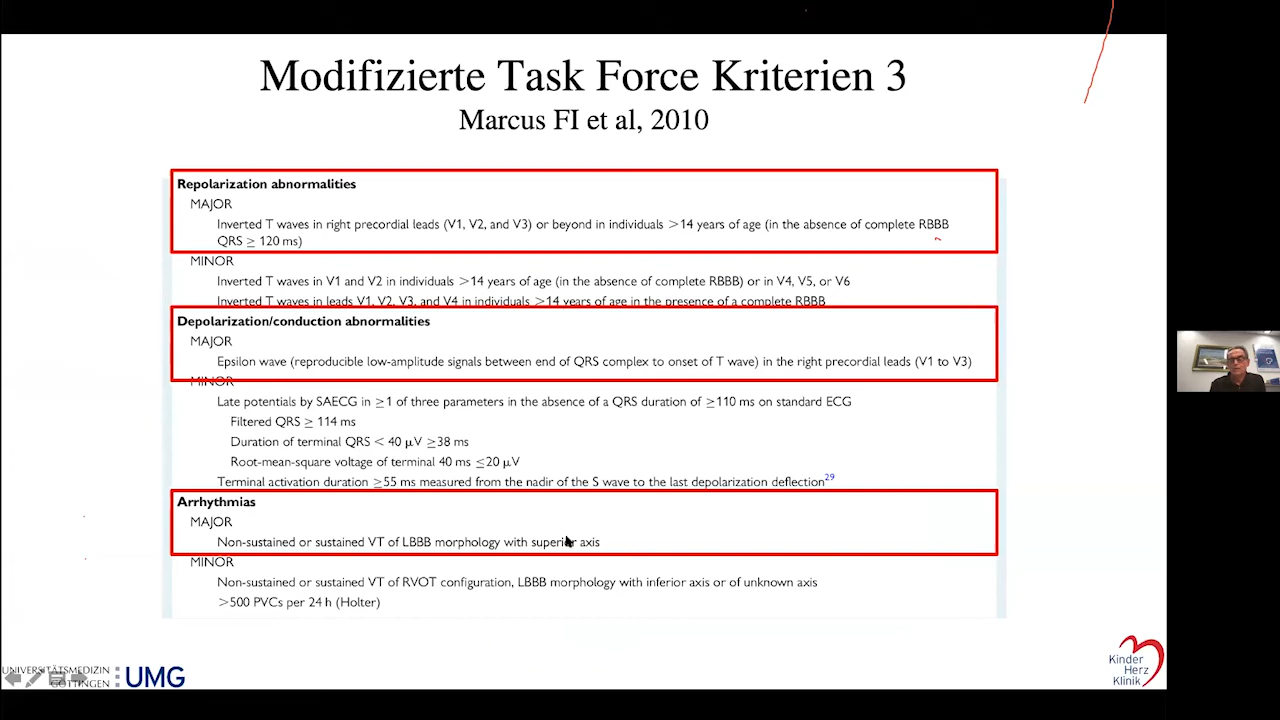 Modifizierte Task Force Kriterien 3
Marcus FI et al, 2010
Repolarization abnormalities
MAJOR
Inverted T waves in right precordial leads (V1, V2, and V3) or beyond in individuals >14 years of age (in the absence of complete RBBB
QRS ≥ 120 ms)
MINOR
Inverted T waves in V1 and V2 in individuals >14 years of age (in the absence of complete RBBB) or in V4, V5, or V6
Inverted T waves in leads V1, V2, V3, and V4 in individuals >14 years of age in the presence of a complete RBBB
Depolarization/conduction abnormalities
MAJOR
Epsilon wave (reproducible low-amplitude signals between end of QRS complex to onset of T wave) in the right precordial leads (V1 to V3)
MINOR
Late potentials by SAECG in ≥1 of three parameters in the absence of a QRS duration of ≥110 ms on standard ECG
Filtered QRS ≥ 114 ms
Duration of terminal QRS < 40 μV ≥38 ms
Root-mean-square voltage of terminal 40 ms ≤20 μV
Terminal activation duration ≥55 ms measured from the nadir of the S wave to the last depolarization deflection29
Arrhythmias
MAJOR
Non-sustained or sustained VT of LBBB morphology with superior axis
MINOR
Non-sustained or sustained VT of RVOT configuration, LBBB morphology with inferior axis or of unknown axis
>500 PVCs per 24 h (Holter)
UNIVERSITÄTSMEDIZIN
GÖTTINGEN
UMG
Kinder
Herz
Klinik